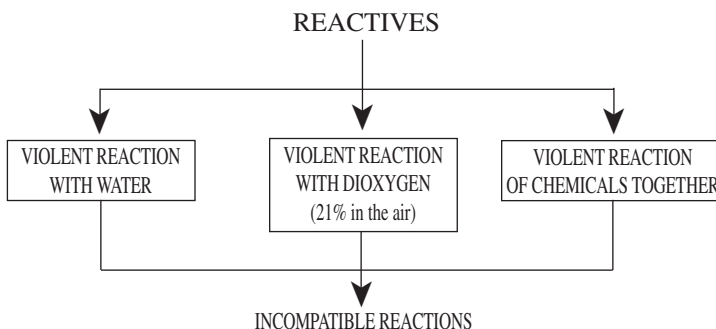 REACTIVES
VIOLENT REACTION
WITH WATER
VIOLENT REACTION
WITH DIOXYGEN
(21% in the air)
VIOLENT REACTION
OF CHEMICALS TOGETHER
INCOMPATIBLE REACTIONS